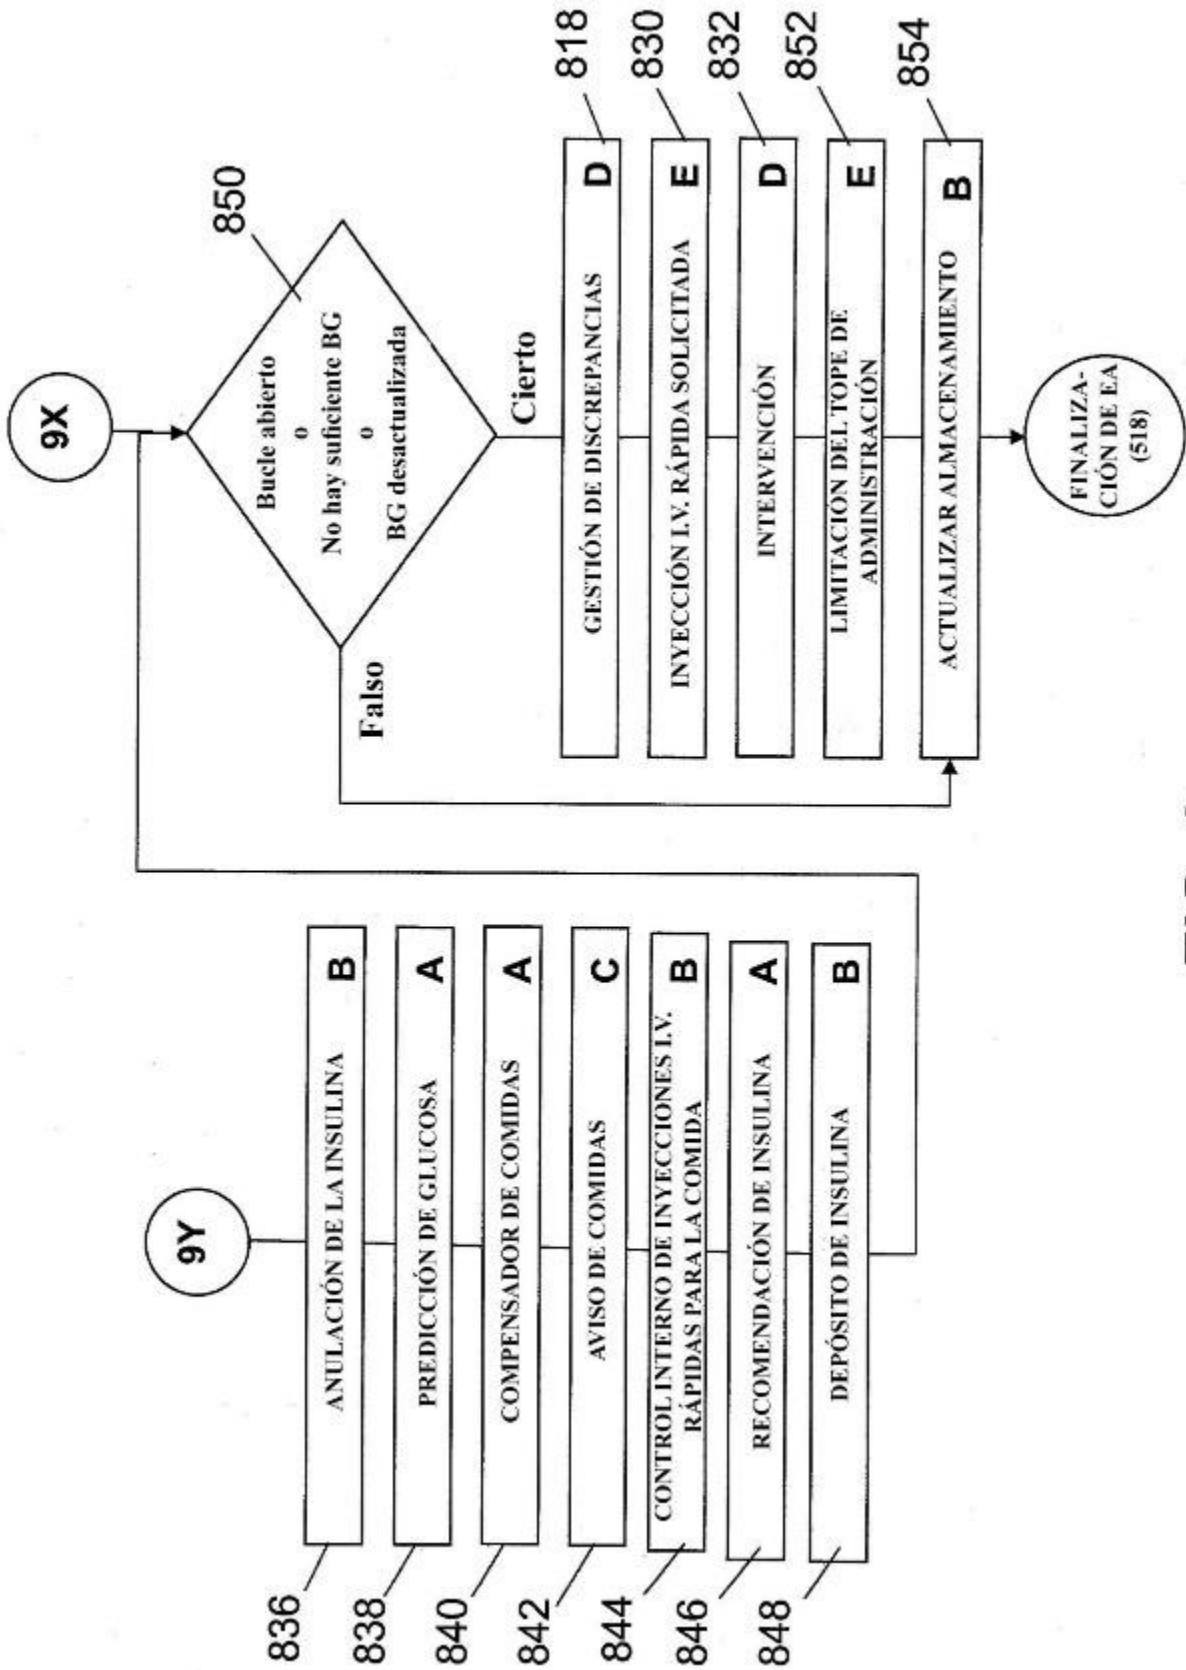 9Y
836
ANULACIÓN DE LA INSULINA
B
838
PREDICCIÓN DE GLUCOSA
A
840
COMPENSADOR DE COMIDAS
A
842
AVISO DE COMIDAS
C
844
CONTROL INTERNO DE INYECCIONES I.V.
RÁPIDAS PARA LA COMIDA
B
846
RECOMENDACIÓN DE INSULINA
A
848
DEPÓSITO DE INSULINA
B
9X
850
Bucle abierto
o
No hay suficiente BG
o
BG desactualizada
Falso
Cierto
GESTIÓN DE DISCREPANCIAS
D
818
INYECCIÓN I.V. RÁPIDA SOLICITADA
E
830
INTERVENCIÓN
D
832
LIMITACIÓN DEL TOPE DE
ADMINISTRACIÓN
E
852
ACTUALIZAR ALMACENAMIENTO
B
854
FINALIZA-
CIÓN DE EA
(518)